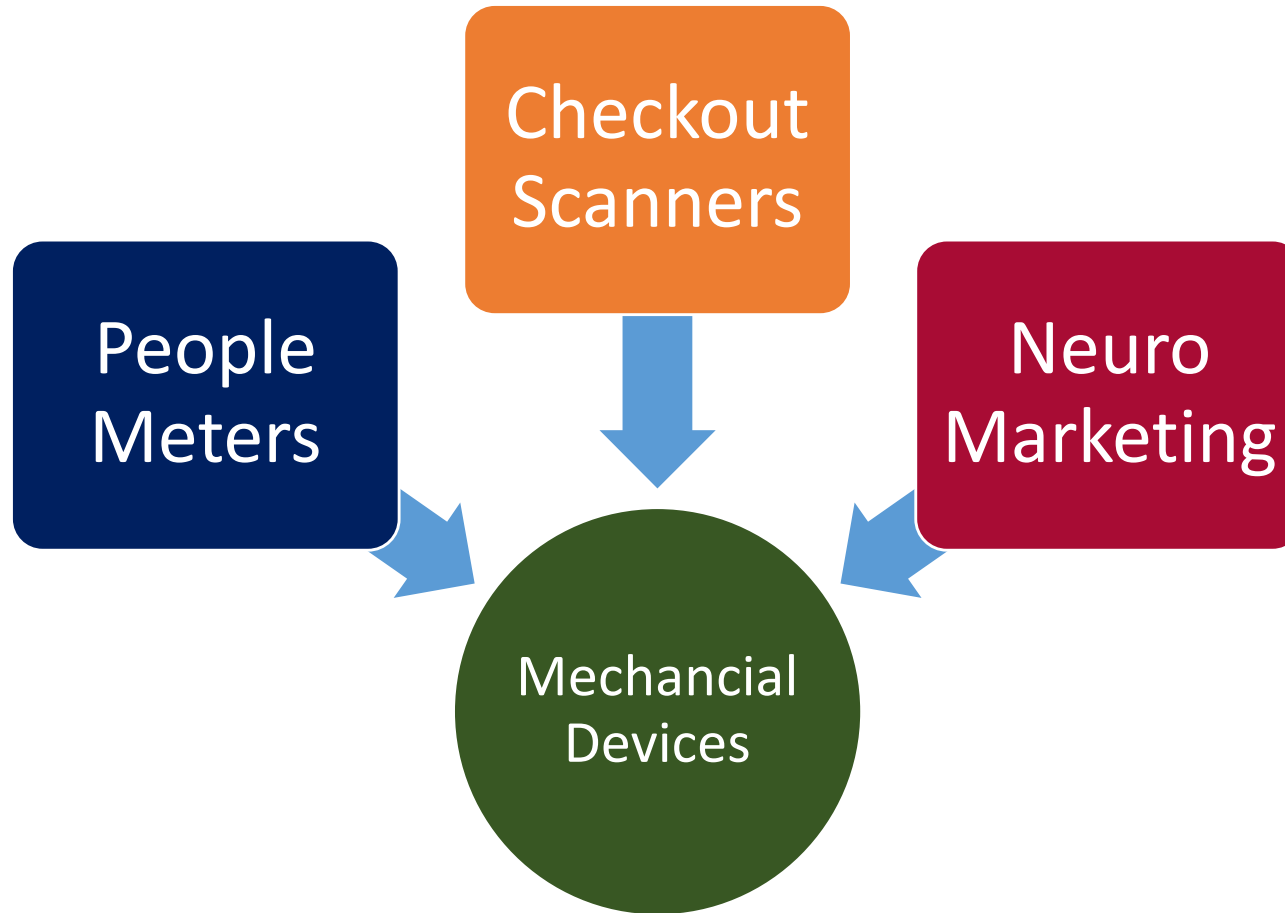 Checkout
Scanners
People
Meters
Neuro
Marketing
Mechancial
Devices